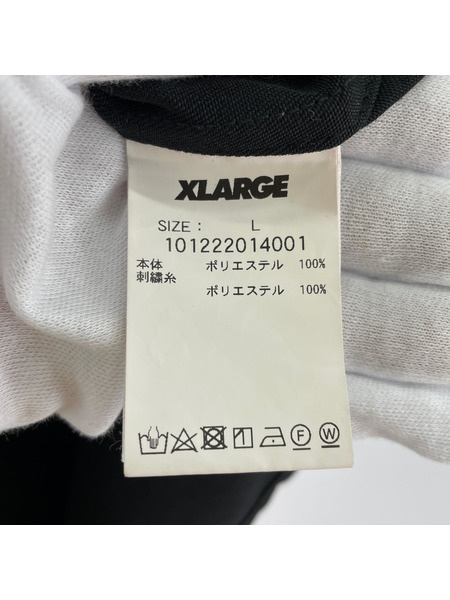 XLARGE
SIZE: L
101222014001
本体 ポリエステル 100%
刺繍糸
ポリエステル 100%
F W